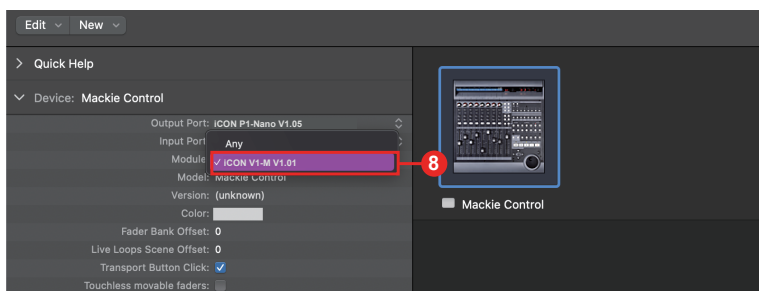 Edit New
Quick Help
Device: Mackie Control
Output Port: iCON P1-Nano V1.05
Input Port
Any
Module
✓ iCON V1-M V1.01
8
Model: Mackie Control
Version: (unknown)
Color:
Fader Bank Offset: 0
Live Loops Scene Offset: 0
Transport Button Click:
Touchless movable faders:
Mackie Control